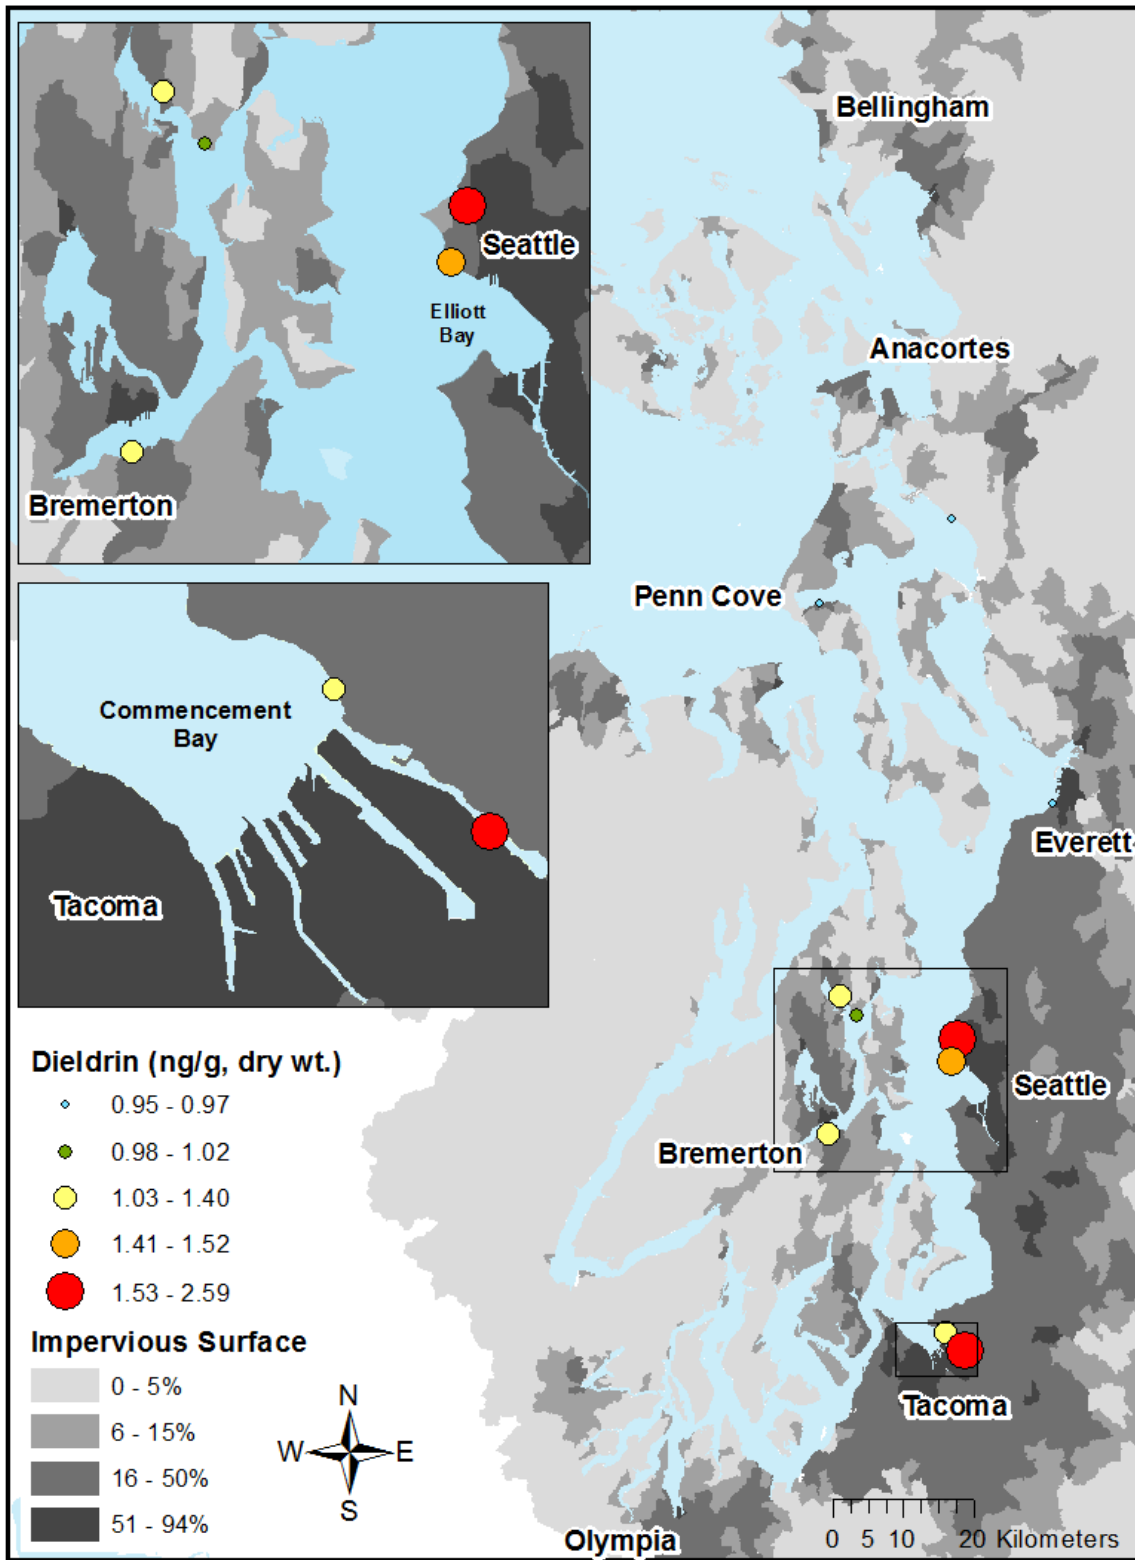 Bellingham
Seattle
Elliott
Bay
Anacortes
Bremerton
Penn Cove
Commencement
Bay
Everett
Tacoma
Dieldrin (ng/g, dry wt.)
0.95 - 0.97
0.98 - 1.02
1.03 - 1.40
1.41 - 1.52
1.53 - 2.59
Seattle
Bremerton
Impervious Surface
0 - 5%
6 - 15%
16 - 50%
51 - 94%
N
W
E
S
Tacoma
Olympia
0 5 10 20 Kilometers